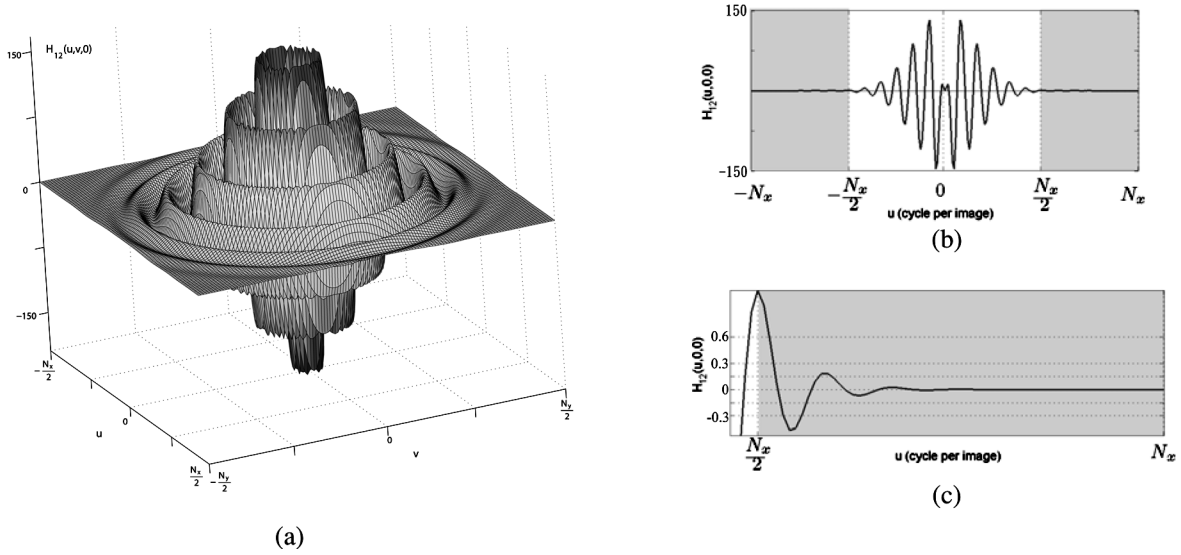 H12(u,v,0)
150
0
-150
-Nx/2
0
Nx/2
u
-Ny/2
0
Ny/2
v
(a)
150
H12(u,0,0)
-150
-Nx
-Nx/2
0
Nx/2
Nx
u (cycle per image)
(b)
0.6
0.3
0
-0.3
H12(u,0,0)
Nx/2
Nx
u (cycle per image)
(c)